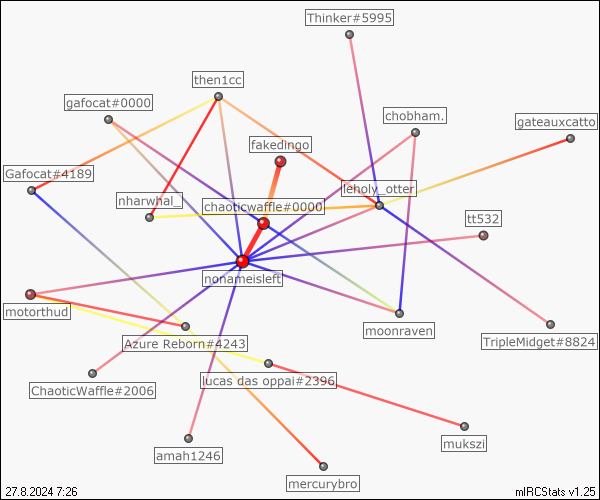 Thinker#5995
then1cc
gafocat#0000
chobham.
gateauxcatto
fakedingo
Gafocat#4189
leholy_otter
nharwhal_
chaoticwaffle#0000
tt532
nonameisleft
motorthud
moonraven
Azure Reborn#4243
TripleMidget#8824
lucas das oppai#2396
ChaoticWaffle#2006
mukszi
amah1246
mercurybro
27.8.2024 7:26
mIRCStats v1.25